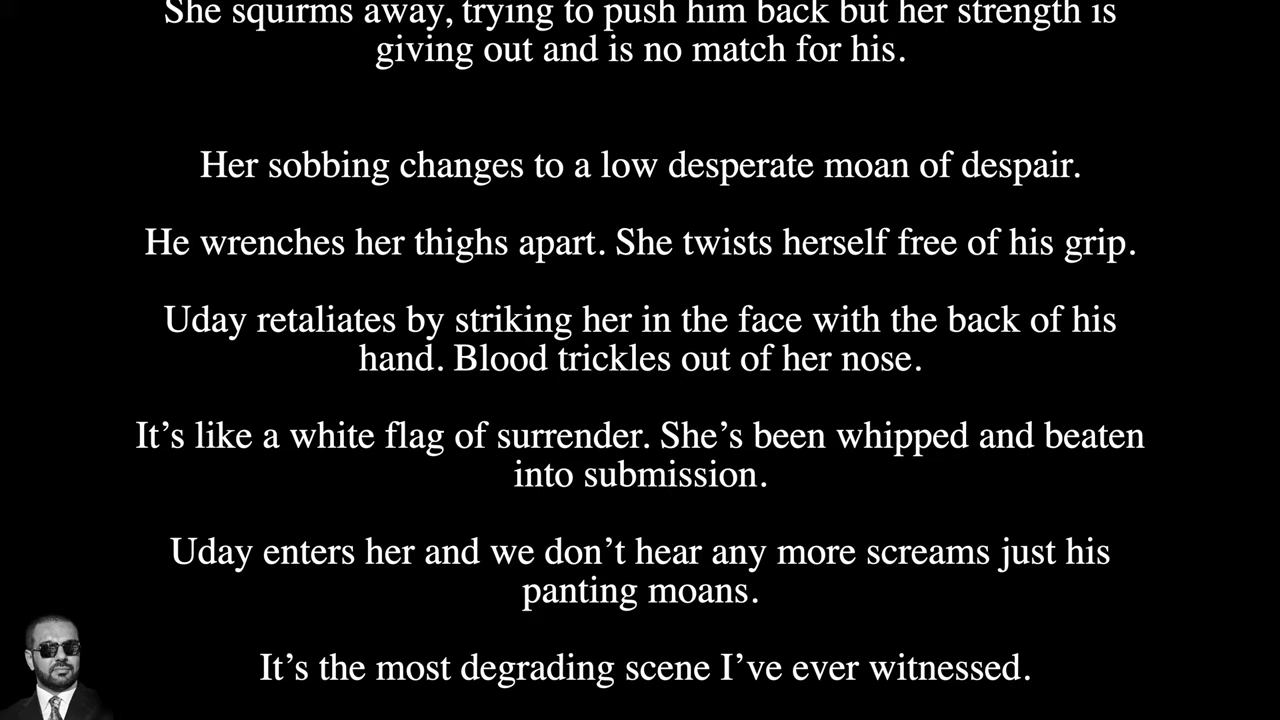 She squirms away, trying to push him back but her strength is
giving out and is no match for his.
Her sobbing changes to a low desperate moan of despair.
He wrenches her thighs apart. She twists herself free of his grip.
Uday retaliates by striking her in the face with the back of his
hand. Blood trickles out of her nose.
It’s like a white flag of surrender. She’s been whipped and beaten
into submission.
Uday enters her and we don’t hear any more screams just his
panting moans.
It’s the most degrading scene I’ve ever witnessed.